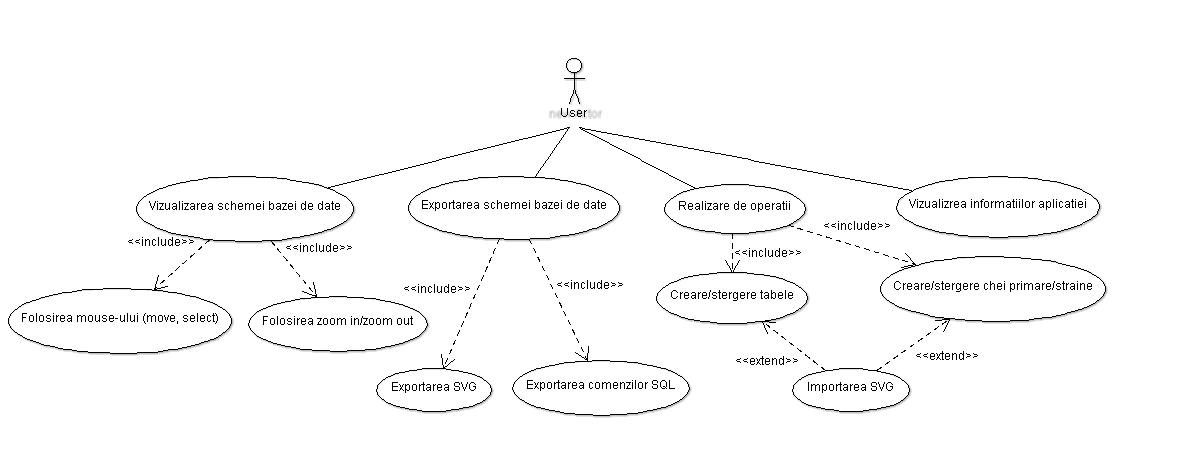 User
Vizualizarea schemei bazei de date
Exportarea schemei bazei de date
Realizare de operatii
Vizualizrea informatiilor aplicatiei
<<include>>
<<include>>
<<include>>
<<include>>
<<include>>
<<include>>
Folosirea mouse-ului (move, select)
Folosirea zoom in/zoom out
Creare/stergere tabele
Creare/stergere chei primare/straine
<<extend>>
<<extend>>
Exportarea SVG
Exportarea comenzilor SQL
Importarea SVG